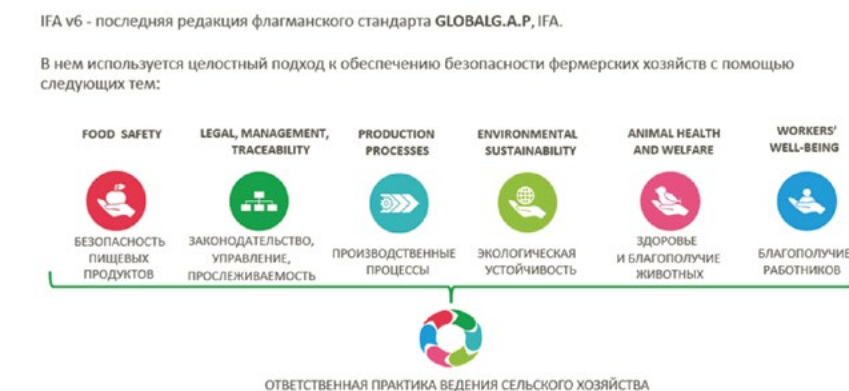 IFA v6 - последняя редакция флагманского стандарта GLOBALG.A.P, IFA.
В нем используется целостный подход к обеспечению безопасности фермерских хозяйств с помощью
следующих тем:
FOOD SAFETY
LEGAL, MANAGEMENT,
TRACEABILITY
PRODUCTION
PROCESSES
ENVIRONMENTAL
SUSTAINABILITY
ANIMAL HEALTH
AND WELFARE
WORKERS'
WELL-BEING
БЕЗОПАСНОСТЬ
ПИЩЕВЫХ
ПРОДУКТОВ
ЗАКОНОДАТЕЛЬСТВО,
УПРАВЛЕНИЕ,
ПРОСЛЕЖИВАЕМОСТЬ
ПРОИЗВОДСТВЕННЫЕ
ПРОЦЕССЫ
ЭКОЛОГИЧЕСКАЯ
УСТОЙЧИВОСТЬ
ЗДОРОВЬЕ
И БЛАГОПОЛУЧИЕ
ЖИВОТНЫХ
БЛАГОПОЛУЧИЕ
РАБОТНИКОВ
ОТВЕТСТВЕННАЯ ПРАКТИКА ВЕДЕНИЯ СЕЛЬСКОГО ХОЗЯЙСТВА